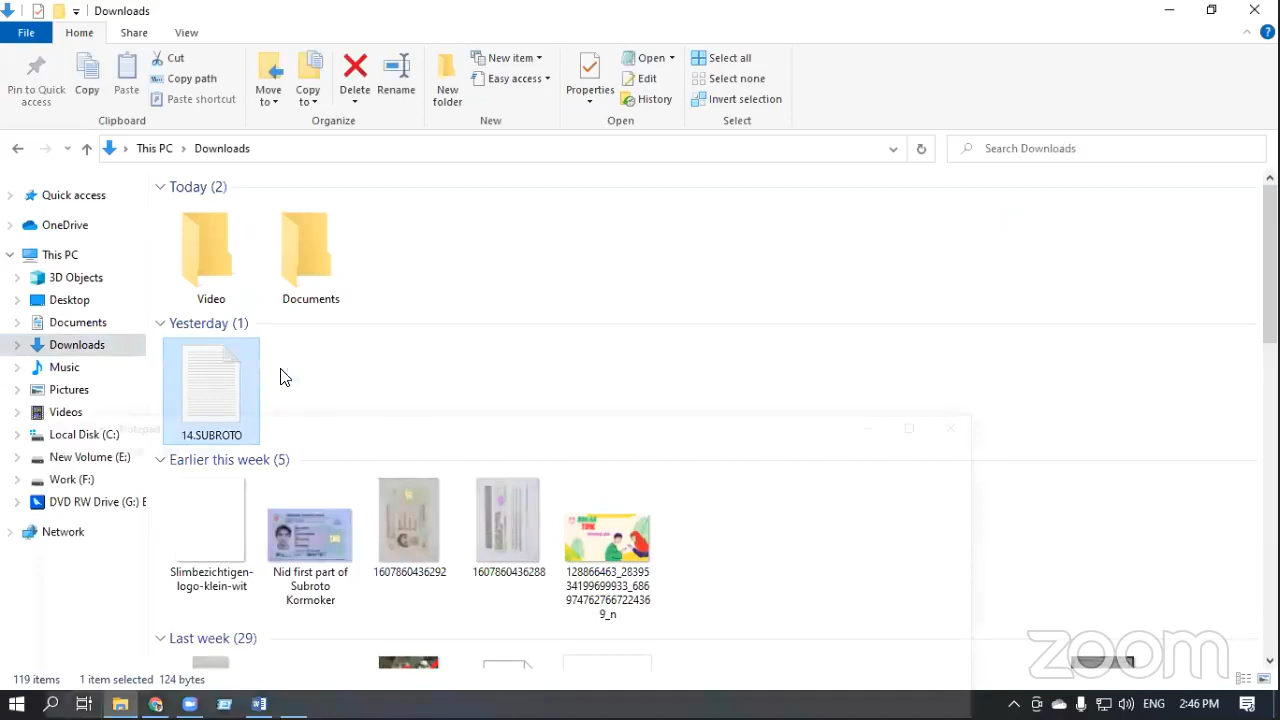 Downloads
File Home Share View
Pin to Quick access
Copy
Paste
Cut
Copy path
Paste shortcut
Clipboard
Move to
Copy to
Delete
Rename
Organize
New folder
New item
Easy access
New
Properties
Open
Edit
History
Open
Select all
Select none
Invert selection
Select
This PC Downloads
Search Downloads
Quick access
OneDrive
This PC
3D Objects
Desktop
Documents
Downloads
Music
Pictures
Videos
Local Disk (C:)
New Volume (E:)
Work (F:)
DVD RW Drive (G:) E
Network
Today (2)
Video
Documents
Yesterday (1)
14.SUBROTO
Notepad
Earlier this week (5)
Slimbezichtigen-
logo-klein-wit
Nid first part of
Subroto
Kormoker
1607860436292
1607860436288
128866463_28395
34199699933_686
974762766722436
9_n
Last week (29)
zoom
119 items 1 item selected 124 bytes
ENG 2:46 PM